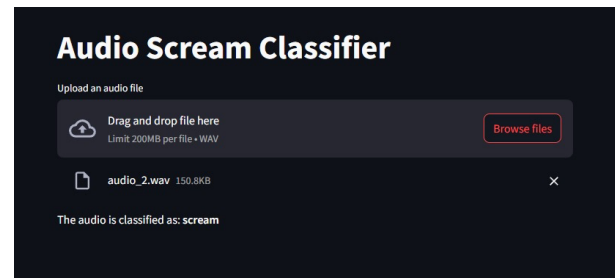 Audio Scream Classifier
Upload an audio file
Drag and drop file here
Limit 200MB per file • WAV
Browse files
audio_2.wav 150.8KB
The audio is classified as: scream